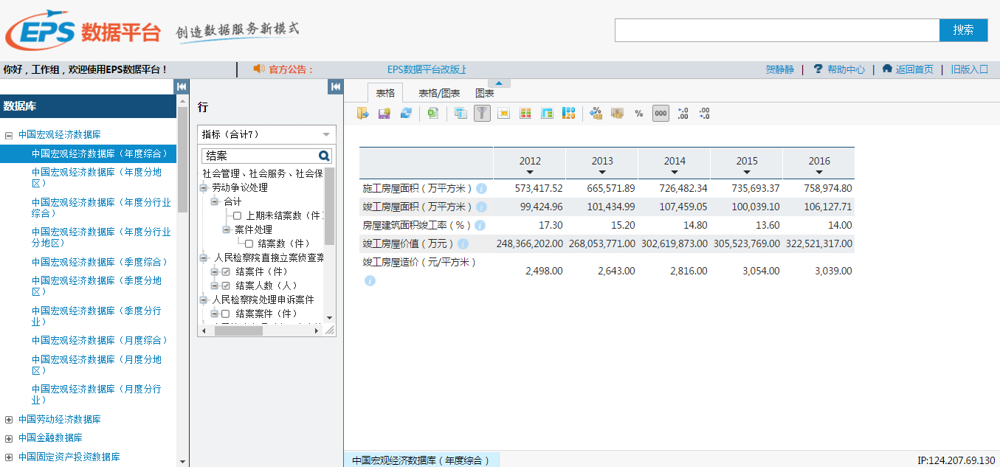 EPS 数据平台 创造数据服务新模式
搜索
你好，工作组，欢迎使用EPS数据平台！
官方公告：
EPS数据平台改版上
贺静静 | ? 帮助中心 | 返回首页 | 旧版入口
数据库
中国宏观经济数据库
中国宏观经济数据库（年度综合）
中国宏观经济数据库（年度分地
区）
中国宏观经济数据库（年度分行业
综合）
中国宏观经济数据库（年度分行业
分地区）
中国宏观经济数据库（季度综合）
中国宏观经济数据库（季度分地
区）
中国宏观经济数据库（季度分行
业）
中国宏观经济数据库（月度综合）
中国宏观经济数据库（月度分地
区）
中国宏观经济数据库（月度分行
业）
中国劳动经济数据库
中国金融数据库
中国固定资产投资数据库
行
指标（合计7）
结案
社会管理、社会服务、社会保
劳动争议处理
合计
上期未结案数（件）
案件处理
结案数（件）
人民检察院直接立案侦查案
结案件（件）
结案人数（人）
人民检察院处理申诉案件
结案案件（件）
表格 表格/图表 图表
% 000 .0 .00 .00 .0
2012 2013 2014 2015 2016
施工房屋面积（万平方米） 573,417.52 665,571.89 726,482.34 735,693.37 758,974.80
竣工房屋面积（万平方米） 99,424.96 101,434.99 107,459.05 100,039.10 106,127.71
房屋建筑面积竣工率（%） 17.30 15.20 14.80 13.60 14.00
竣工房屋价值（万元） 248,366,202.00 268,053,771.00 302,619,873.00 305,523,769.00 322,521,317.00
竣工房屋造价（元/平方米） 2,498.00 2,643.00 2,816.00 3,054.00 3,039.00
中国宏观经济数据库（年度综合）
IP:124.207.69.130